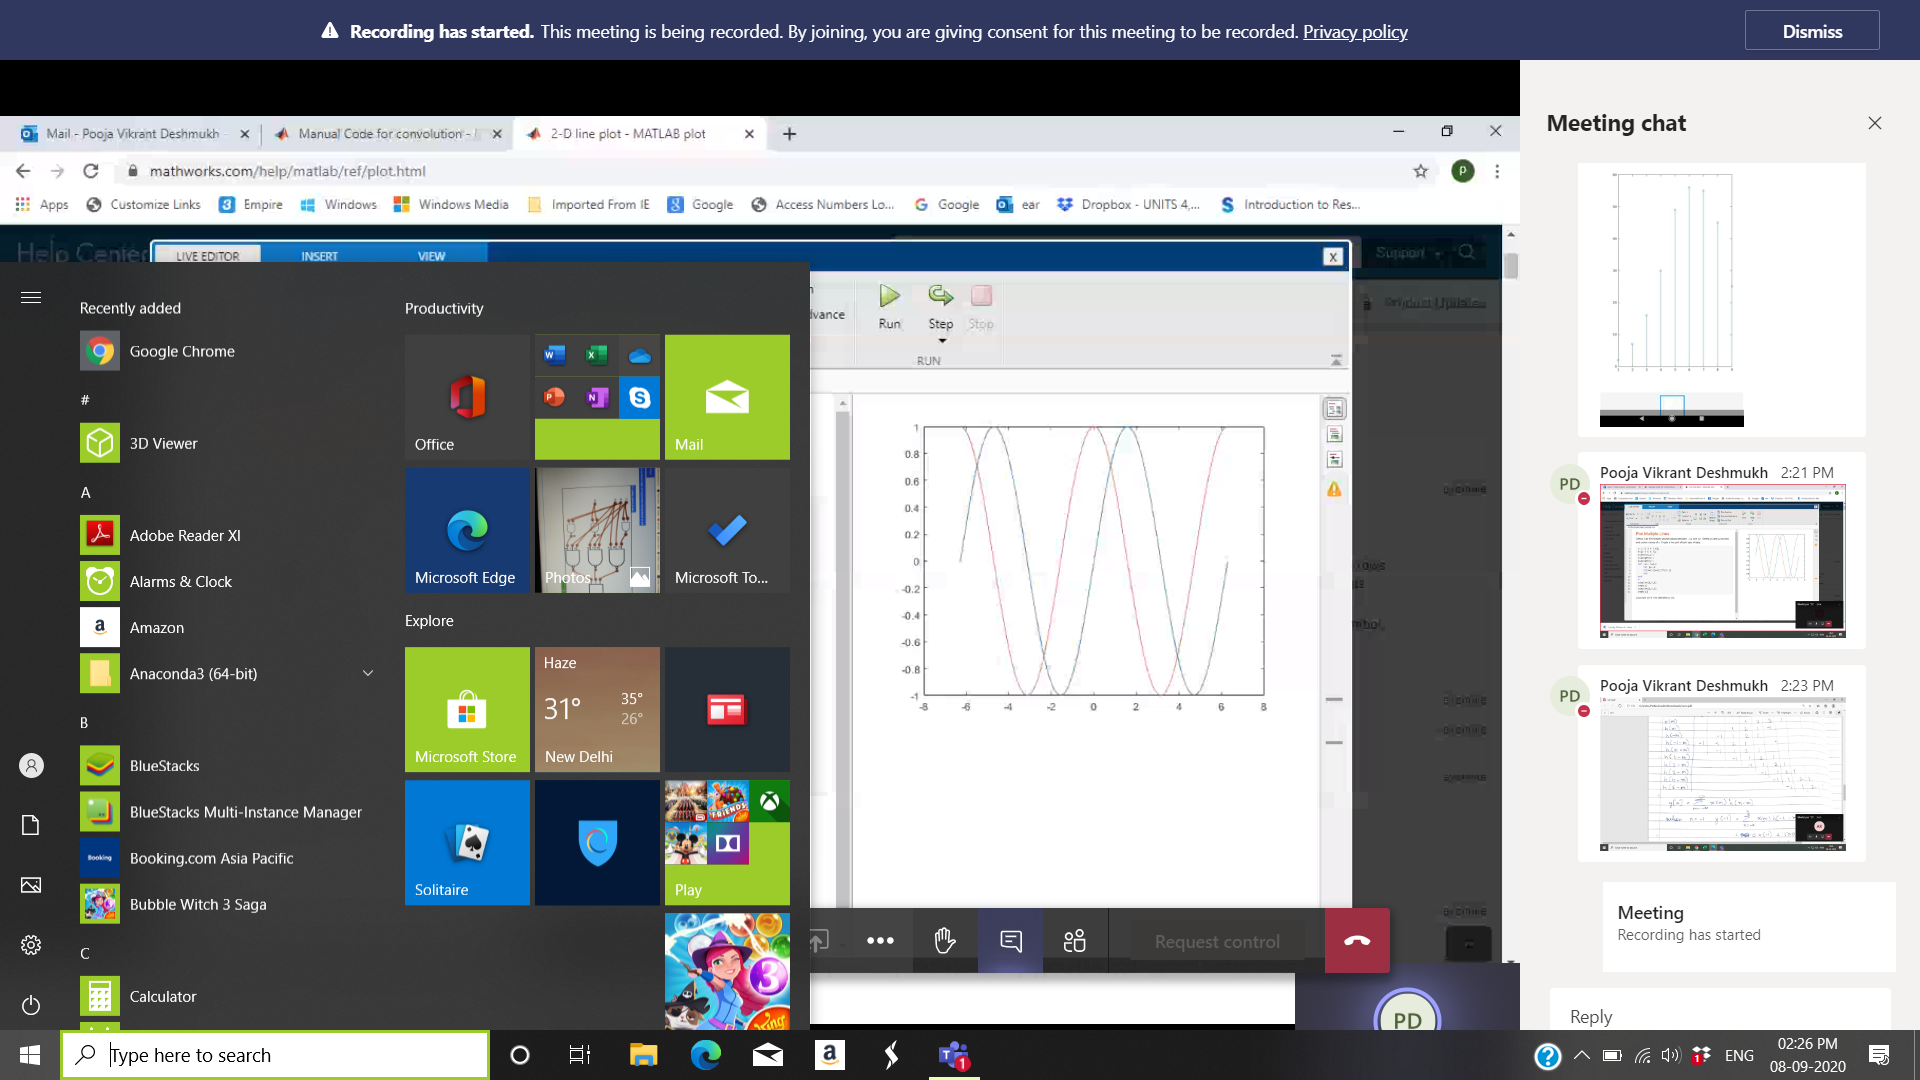 Recording has started. This meeting is being recorded. By joining, you are giving consent for this meeting to be recorded. Privacy policy
Dismiss
Mail - Pooja Vikrant Deshmukh
Manual Code for convolution -
2-D line plot - MATLAB plot
mathworks.com/help/matlab/ref/plot.html
P
Apps
Customize Links
Empire
Windows
Windows Media
Imported From IE
Google
Access Numbers Lo...
Google
ear
Dropbox - UNITS 4,...
Introduction to Res...
Help Center
LIVE EDITOR
INSERT
VIEW
X
Support
Product Updates
Run
Step
Stop
RUN
1
0.8
0.6
0.4
0.2
0
-0.2
-0.4
-0.6
-0.8
-1
-8 -6 -4 -2 0 2 4 6 8
Recently added
Google Chrome
#
3D Viewer
A
Adobe Reader XI
Alarms & Clock
Amazon
Anaconda3 (64-bit)
B
BlueStacks
BlueStacks Multi-Instance Manager
Booking.com Asia Pacific
Bubble Witch 3 Saga
C
Calculator
Productivity
Office
Mail
Microsoft Edge
Photos
Microsoft To...
Explore
Microsoft Store
Haze
31°
35°
26°
New Delhi
Solitaire
Play
Request control
PD
Meeting chat
PD
Pooja Vikrant Deshmukh 2:21 PM
PD
Pooja Vikrant Deshmukh 2:23 PM
Meeting
Recording has started
Reply
Type here to search
ENG
02:26 PM
08-09-2020